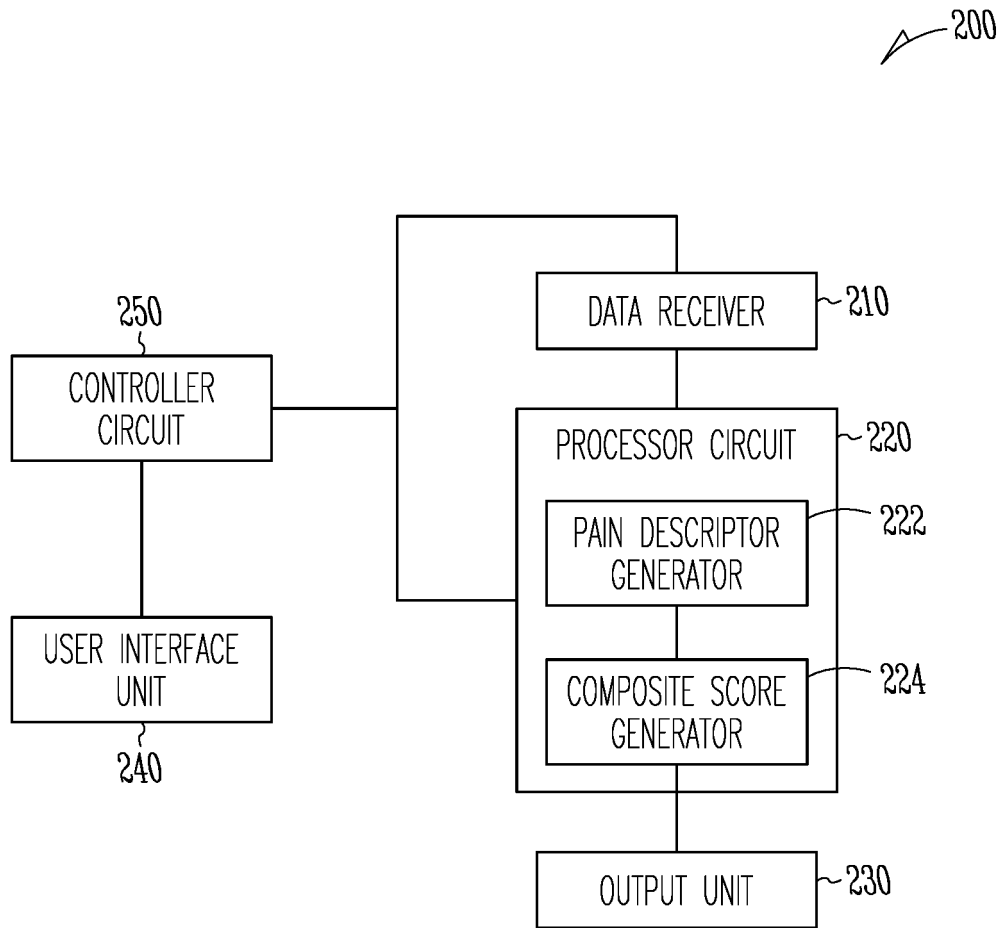 200
DATA RECEIVER
210
250
CONTROLLER
CIRCUIT
PROCESSOR CIRCUIT
220
PAIN DESCRIPTOR
GENERATOR
222
USER INTERFACE
UNIT
240
COMPOSITE SCORE
GENERATOR
224
OUTPUT UNIT
230